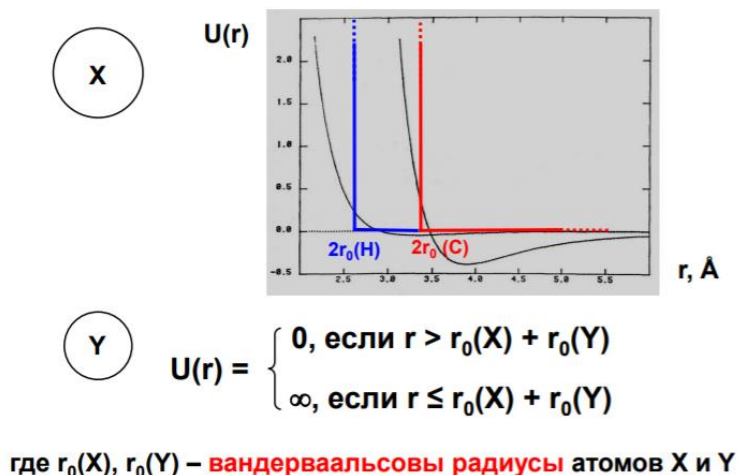 U(r)
X
2.0
1.5
1.0
0.5
0.0
-0.5
2r₀(H)
2r₀(C)
2.5 3.0 3.5 4.0 4.5 5.0 5.5
r, Å
Y
U(r) = { 0, если r > r₀(X) + r₀(Y)
∞, если r ≤ r₀(X) + r₀(Y)
где r₀(X), r₀(Y) – вандерваальсовы радиусы атомов X и Y